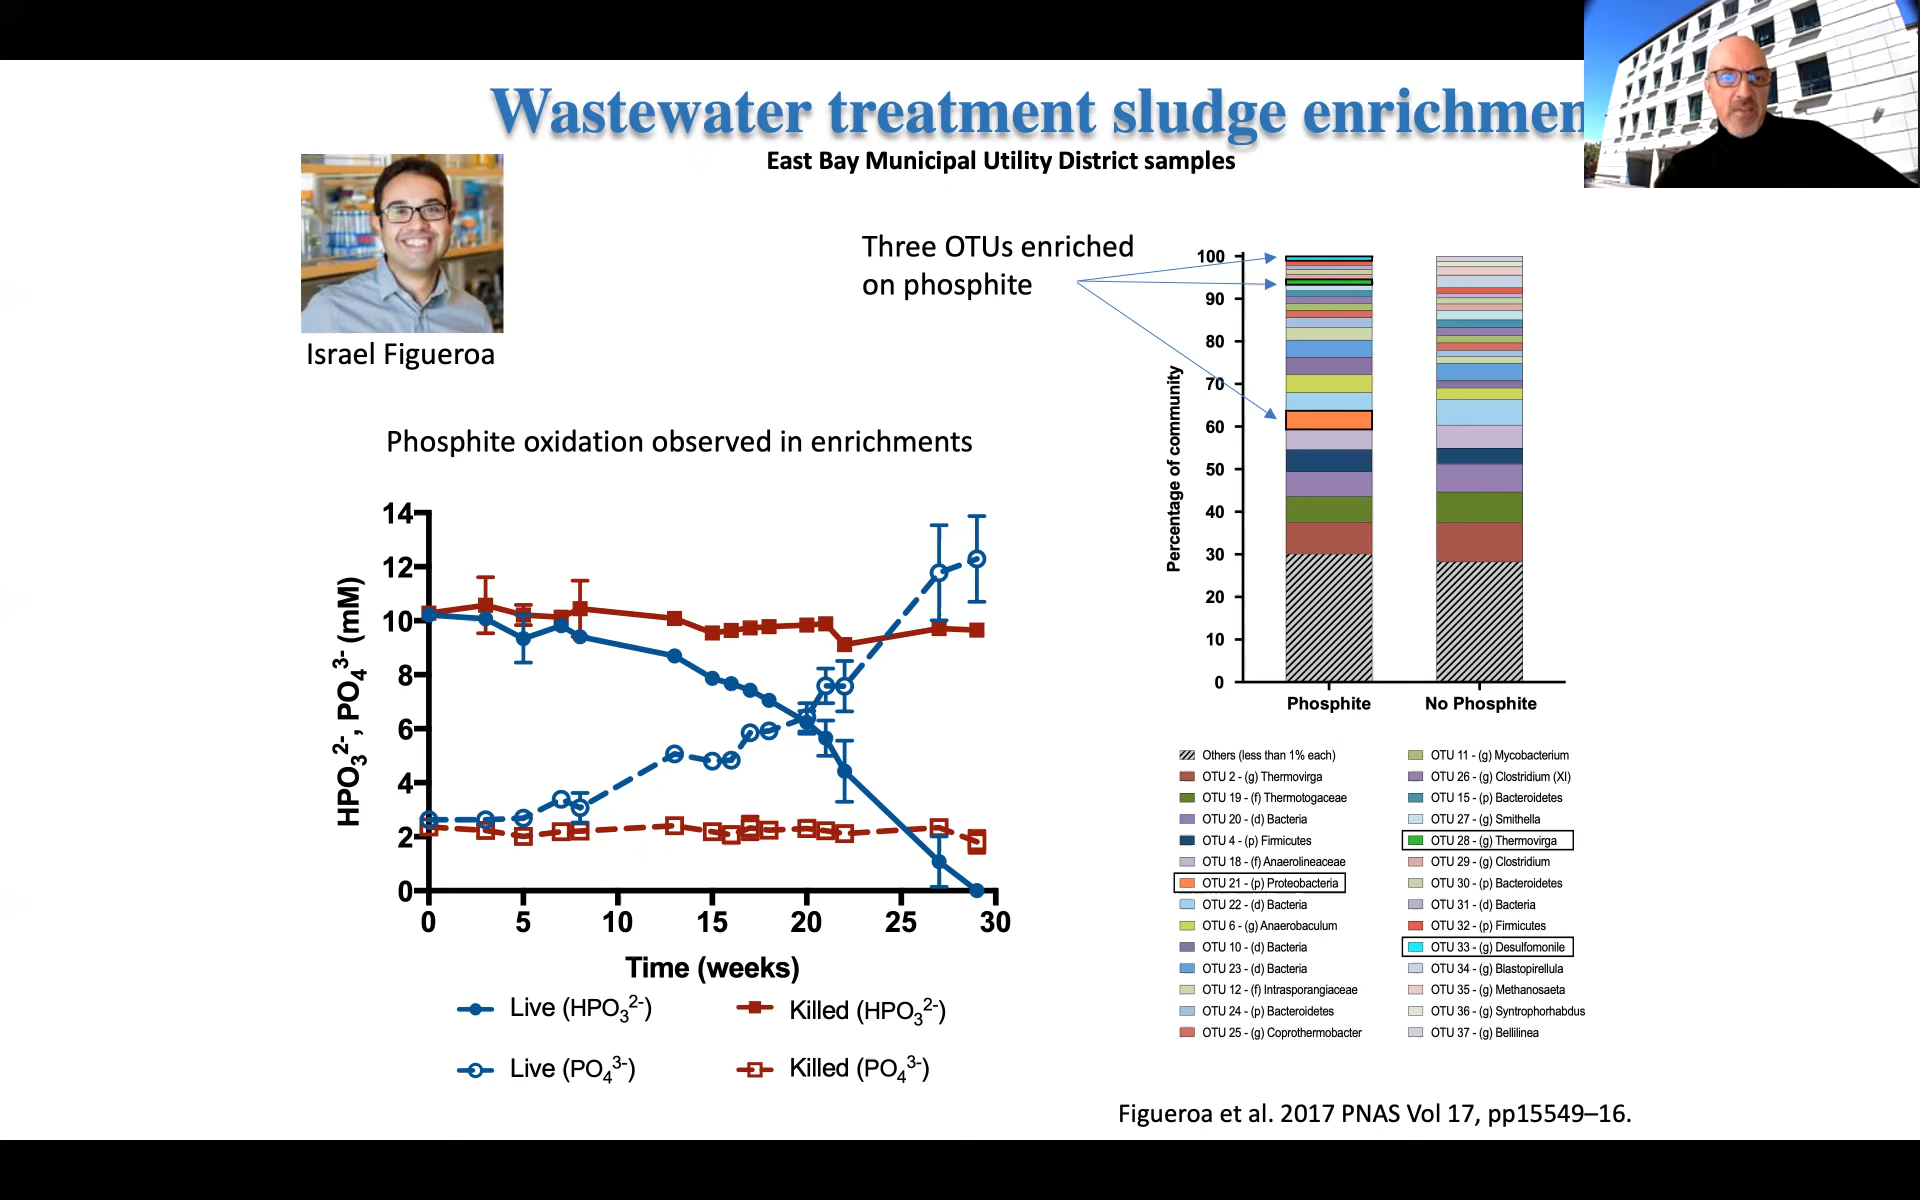 Wastewater treatment sludge enrichmen
East Bay Municipal Utility District samples
Israel Figueroa
Three OTUs enriched
on phosphite
Phosphite oxidation observed in enrichments
HPO₃²⁻, PO₄³⁻ (mM)
14
12
10
8
6
4
2
0
0 5 10 15 20 25 30
Time (weeks)
Live (HPO₃²⁻)
Killed (HPO₃²⁻)
Live (PO₄³⁻)
Killed (PO₄³⁻)
Percentage of community
100
90
80
70
60
50
40
30
20
10
0
Phosphite
No Phosphite
Others (less than 1% each)
OTU 2 - (g) Thermovirga
OTU 19 - (f) Thermotogaceae
OTU 20 - (d) Bacteria
OTU 4 - (p) Firmicutes
OTU 18 - (f) Anaerolineaceae
OTU 21 - (p) Proteobacteria
OTU 22 - (d) Bacteria
OTU 6 - (g) Anaerobaculum
OTU 10 - (d) Bacteria
OTU 23 - (d) Bacteria
OTU 12 - (f) Intrasporangiaceae
OTU 24 - (p) Bacteroidetes
OTU 25 - (g) Coprothermobacter
OTU 11 - (g) Mycobacterium
OTU 26 - (g) Clostridium (XI)
OTU 15 - (p) Bacteroidetes
OTU 27 - (g) Smithella
OTU 28 - (g) Thermovirga
OTU 29 - (g) Clostridium
OTU 30 - (p) Bacteroidetes
OTU 31 - (d) Bacteria
OTU 32 - (p) Firmicutes
OTU 33 - (g) Desulfomonile
OTU 34 - (g) Blastopirellula
OTU 35 - (g) Methanosaeta
OTU 36 - (g) Syntrophorhabdus
OTU 37 - (g) Bellilinea
Figueroa et al. 2017 PNAS Vol 17, pp15549–16.